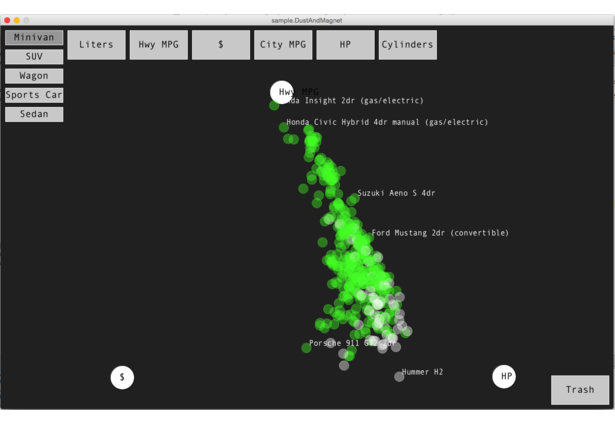 sample.DustAndMagnet
Minivan
SUV
Wagon
Sports Car
Sedan
Liters
Hwy MPG
$
City MPG
HP
Cylinders
Hwy MPG
nda Insight 2dr (gas/electric)
Honda Civic Hybrid 4dr manual (gas/electric)
Suzuki Aeno S 4dr
Ford Mustang 2dr (convertible)
Porsche 911 GT2 2dr
Hummer H2
$
HP
Trash